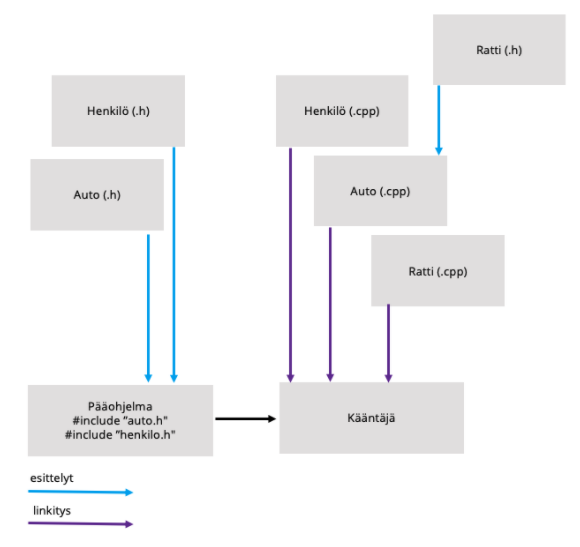 Ratti (.h)
Henkilö (.h)
Henkilö (.cpp)
Auto (.h)
Auto (.cpp)
Ratti (.cpp)
Pääohjelma
#include ”auto.h"
#include ”henkilo.h"
Kääntäjä
esittelyt
linkitys